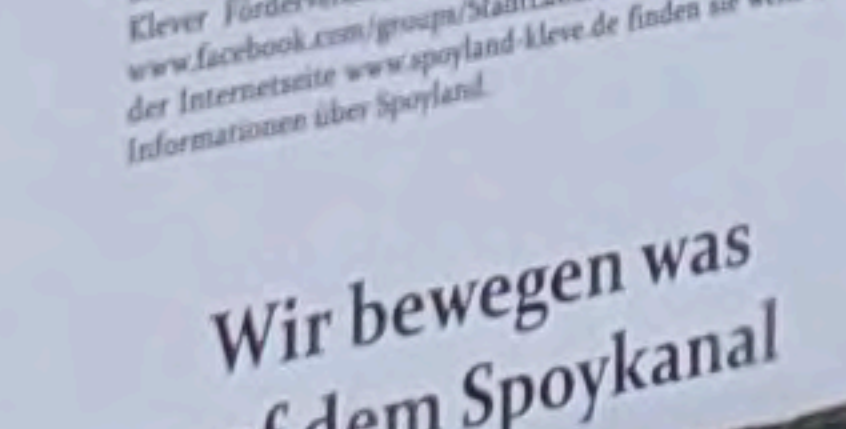 Klever
www.facebook.com/groups/
der Internetseite www.spoyland-kleve.de finden sie
Informationen über Spoyland.
Wir bewegen was
dem Spoykanal